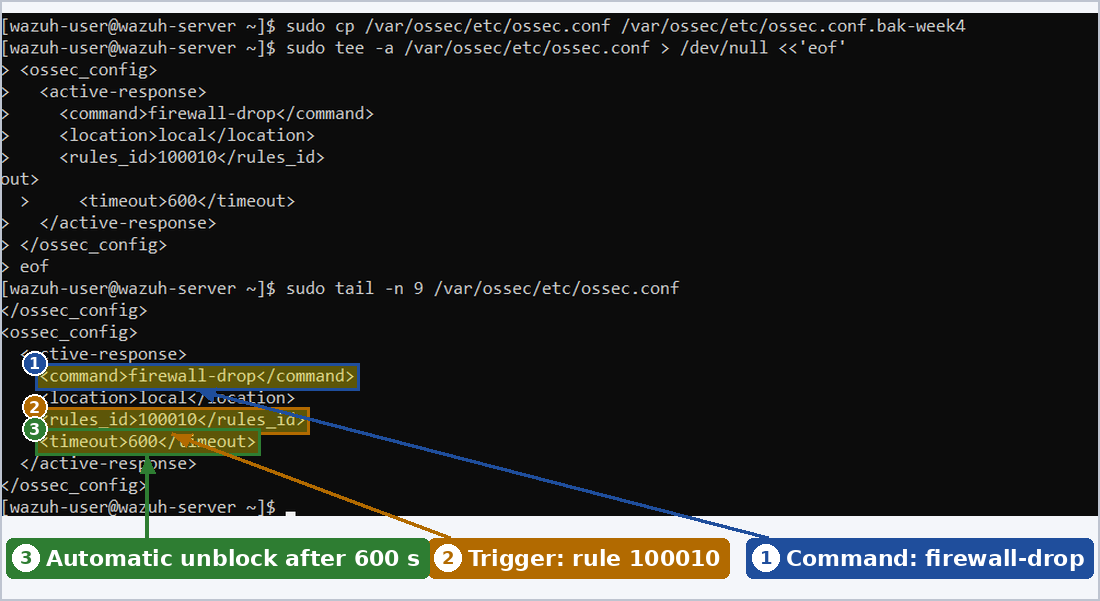 [wazuh-user@wazuh-server ~]$ sudo cp /var/ossec/etc/ossec.conf /var/ossec/etc/ossec.conf.bak-week4
[wazuh-user@wazuh-server ~]$ sudo tee -a /var/ossec/etc/ossec.conf > /dev/null <<'eof'
> <ossec_config>
>   <active-response>
>     <command>firewall-drop</command>
>     <location>local</location>
>     <rules_id>100010</rules_id>
out>
  >     <timeout>600</timeout>
>   </active-response>
> </ossec_config>
> eof
[wazuh-user@wazuh-server ~]$ sudo tail -n 9 /var/ossec/etc/ossec.conf
</ossec_config>
<ossec_config>
  <active-response>
1 <command>firewall-drop</command>
    <location>local</location>
2 <rules_id>100010</rules_id>
3 <timeout>600</timeout>
  </active-response>
</ossec_config>
[wazuh-user@wazuh-server ~]$
3 Automatic unblock after 600 s
2 Trigger: rule 100010
1 Command: firewall-drop